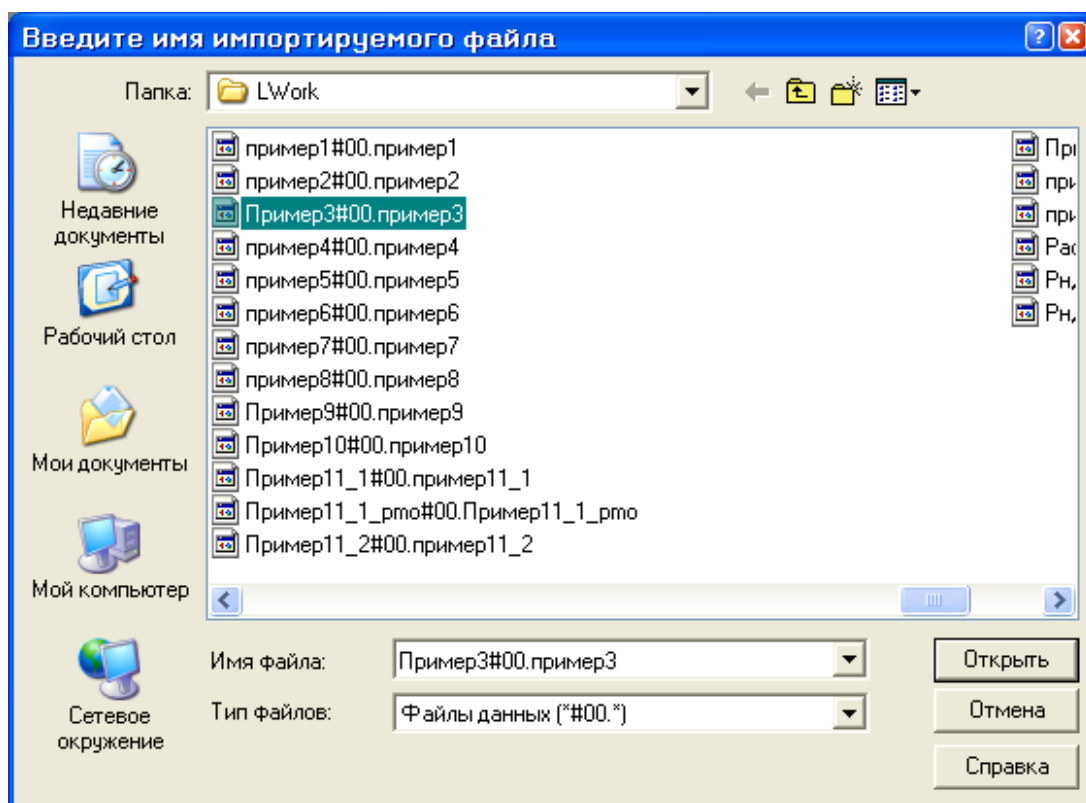 Введите имя импортируемого файла
Папка:
LWork
Недавние
документы
Рабочий стол
Мои документы
Мой компьютер
Сетевое
окружение
пример1#00.пример1
пример2#00.пример2
Пример3#00.пример3
пример4#00.пример4
пример5#00.пример5
пример6#00.пример6
пример7#00.пример7
пример8#00.пример8
Пример9#00.пример9
Пример10#00.пример10
Пример11_1#00.пример11_1
Пример11_1_рто#00.Пример11_1_рто
Пример11_2#00.пример11_2
Имя файла:
Пример3#00.пример3
Открыть
Тип файлов:
Файлы данных (*#00.*)
Отмена
Справка